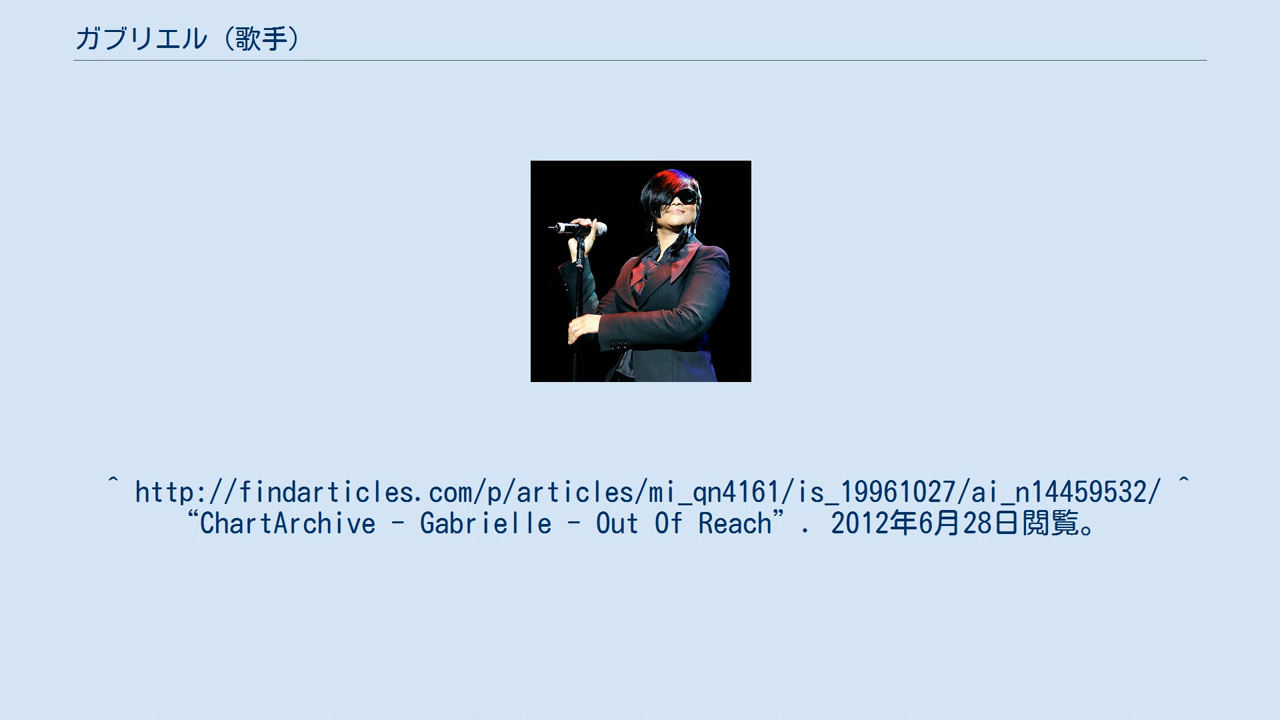 ガブリエル（歌手）
^ http://findarticles.com/p/articles/mi_qn4161/is_19961027/ai_n14459532/ ^
“ChartArchive - Gabrielle - Out Of Reach”. 2012年6月28日閲覧。